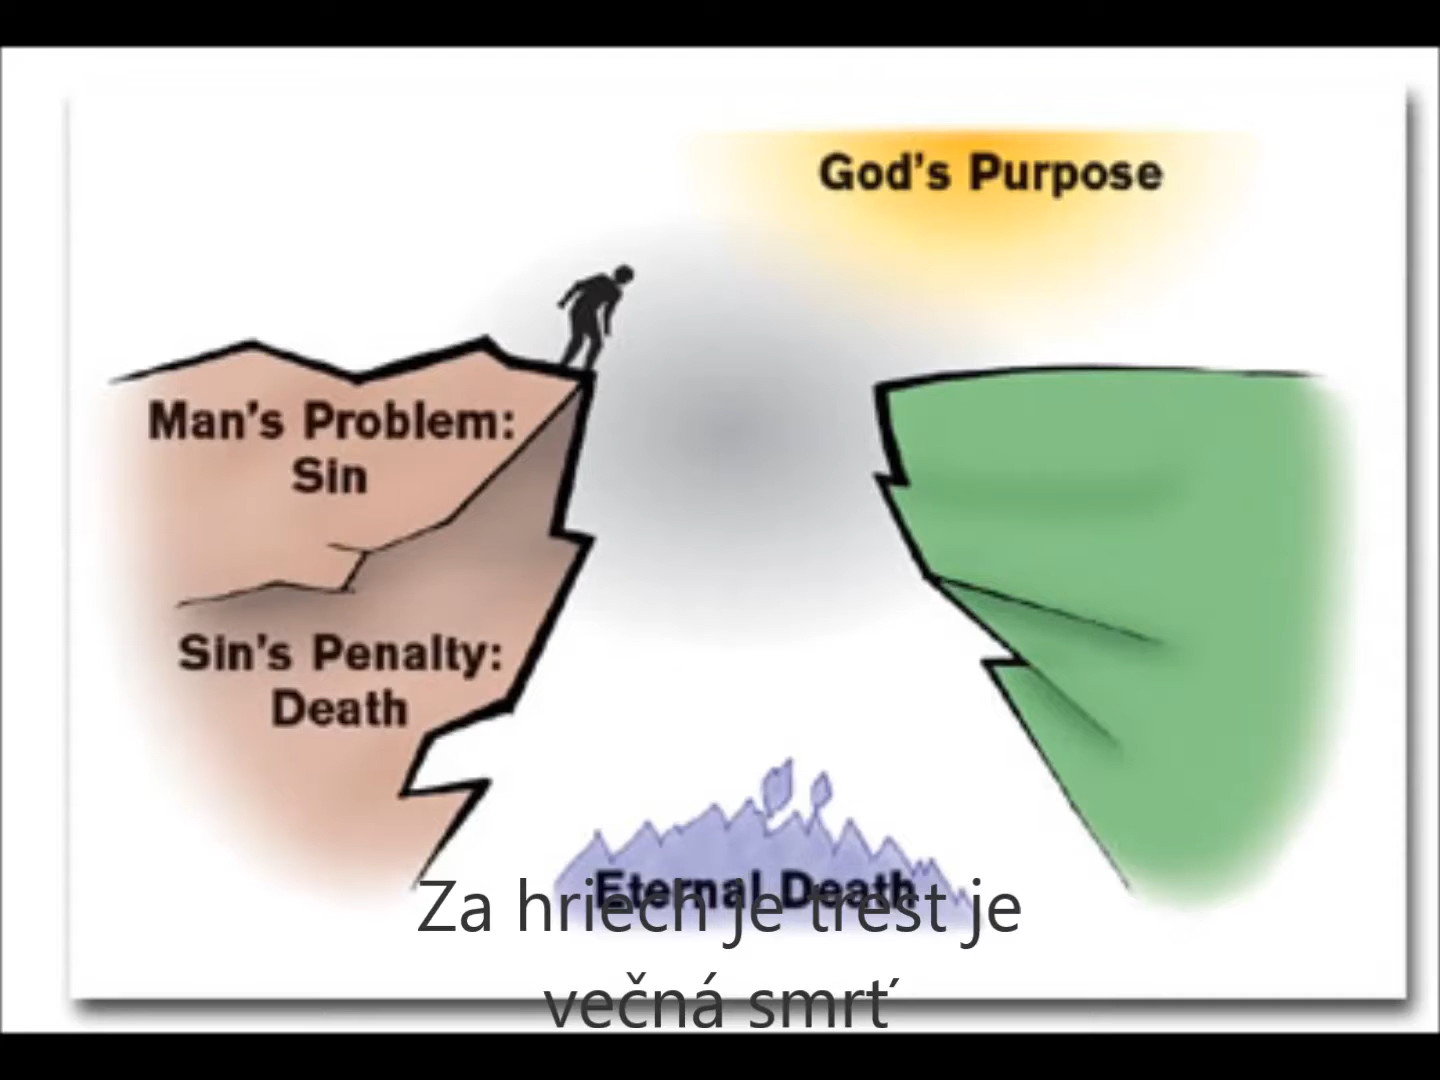 God's Purpose
Man's Problem:
Sin
Sin's Penalty:
Death
Eternal Death
Za hriech je trest je
večná smrť